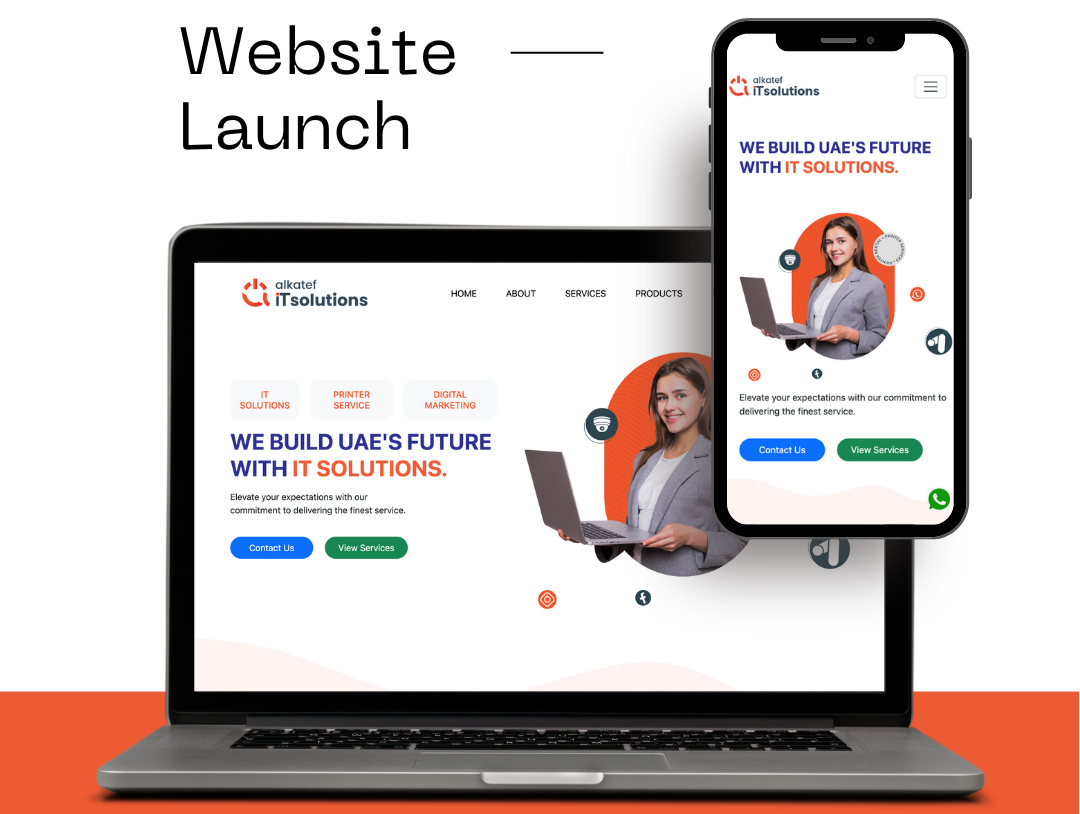 Website
Launch
alkatef
iTsolutions
HOME ABOUT SERVICES PRODUCTS
IT
SOLUTIONS
PRINTER
SERVICE
DIGITAL
MARKETING
WE BUILD UAE'S FUTURE
WITH IT SOLUTIONS.
Elevate your expectations with our
commitment to delivering the finest service.
Contact Us View Services
alkatef
iTsolutions
WE BUILD UAE'S FUTURE
WITH IT SOLUTIONS.
Elevate your expectations with our commitment to
delivering the finest service.
Contact Us View Services